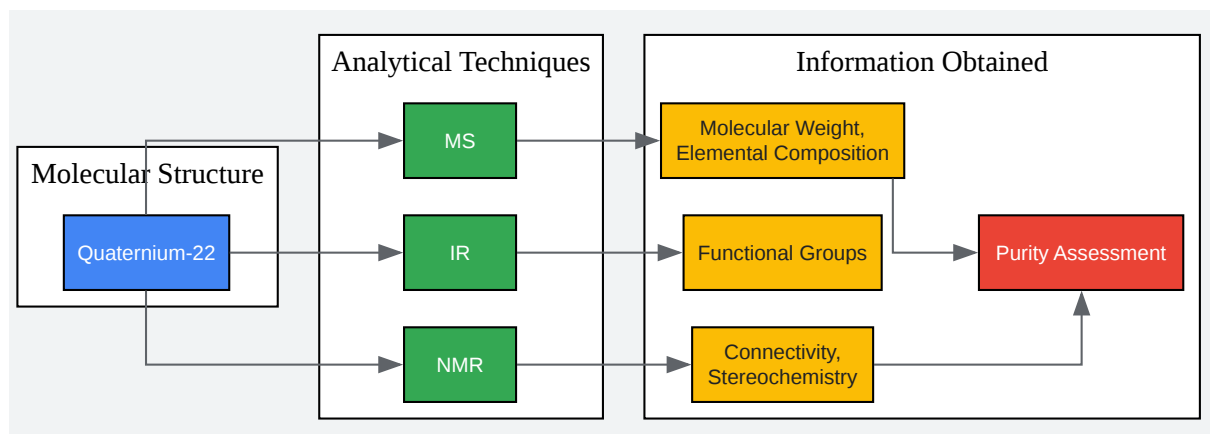 Analytical Techniques
Information Obtained
MS
Molecular Weight,
Elemental Composition
Molecular Structure
Quaternium-22
IR
Functional Groups
Purity Assessment
NMR
Connectivity,
Stereochemistry